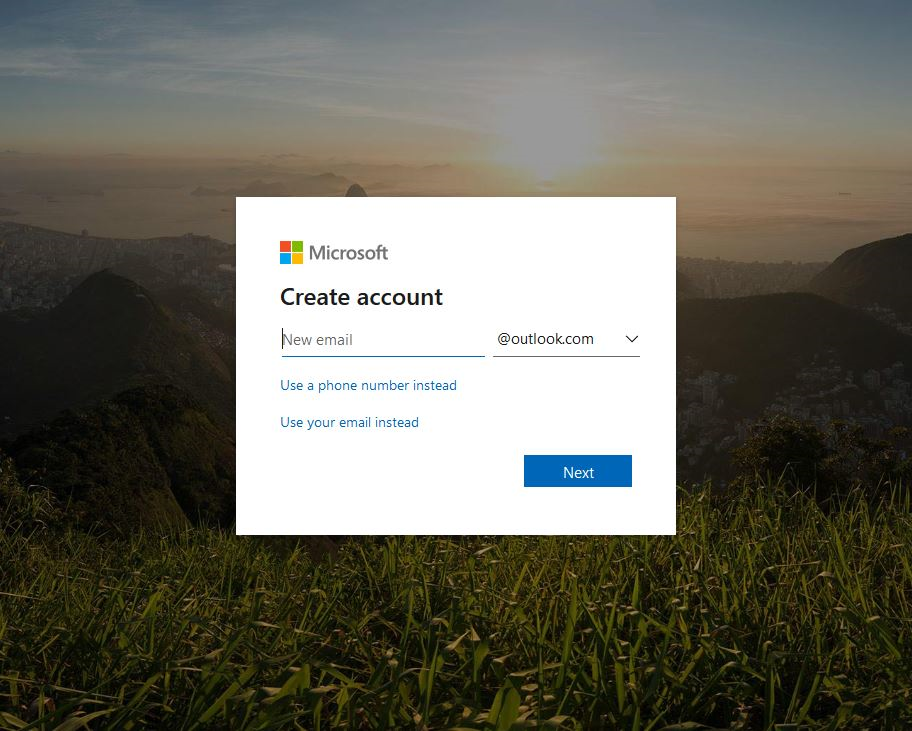 Microsoft
Create account
New email @outlook.com
Use a phone number instead
Use your email instead
Next